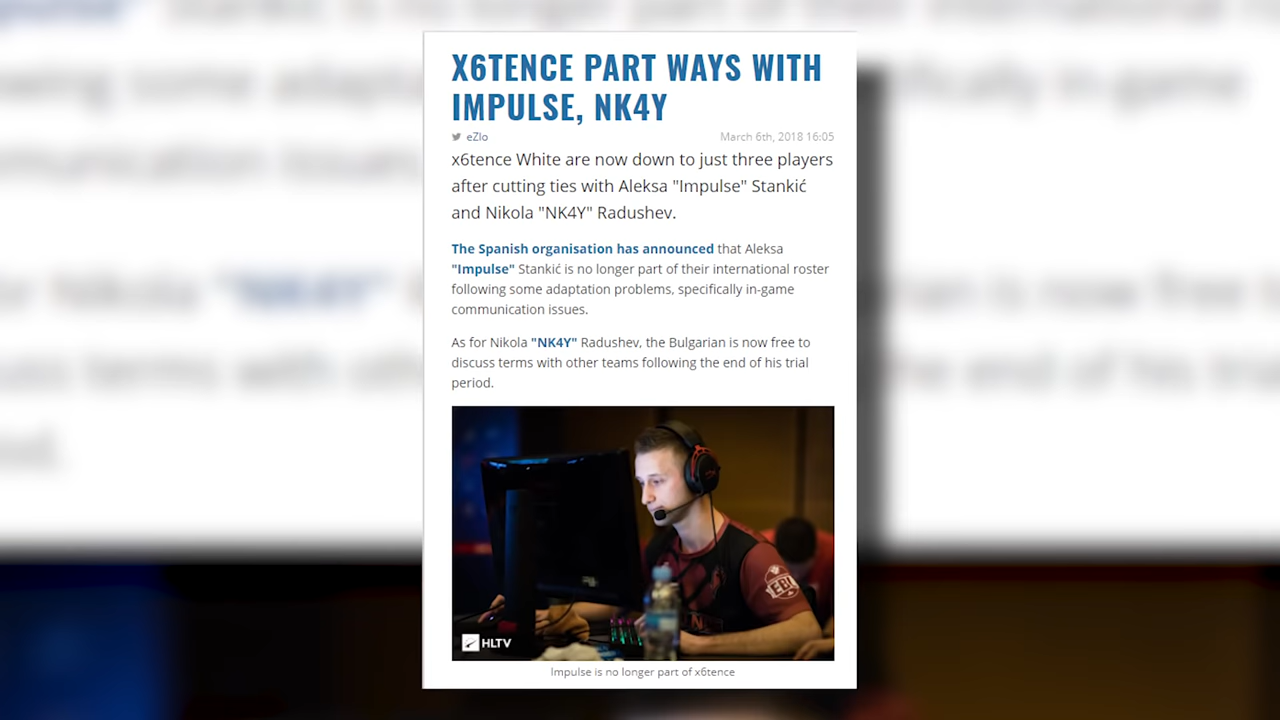 X6TENCE PART WAYS WITH
IMPULSE, NK4Y
eZIo
March 6th, 2018 16:05
x6tence White are now down to just three players
after cutting ties with Aleksa "Impulse" Stankić
and Nikola "NK4Y" Radushev.
The Spanish organisation has announced that Aleksa
"Impulse" Stankić is no longer part of their international roster
following some adaptation problems, specifically in-game
communication issues.
As for Nikola "NK4Y" Radushev, the Bulgarian is now free to
discuss terms with other teams following the end of his trial
period.
HLTV
Impulse is no longer part of x6tence